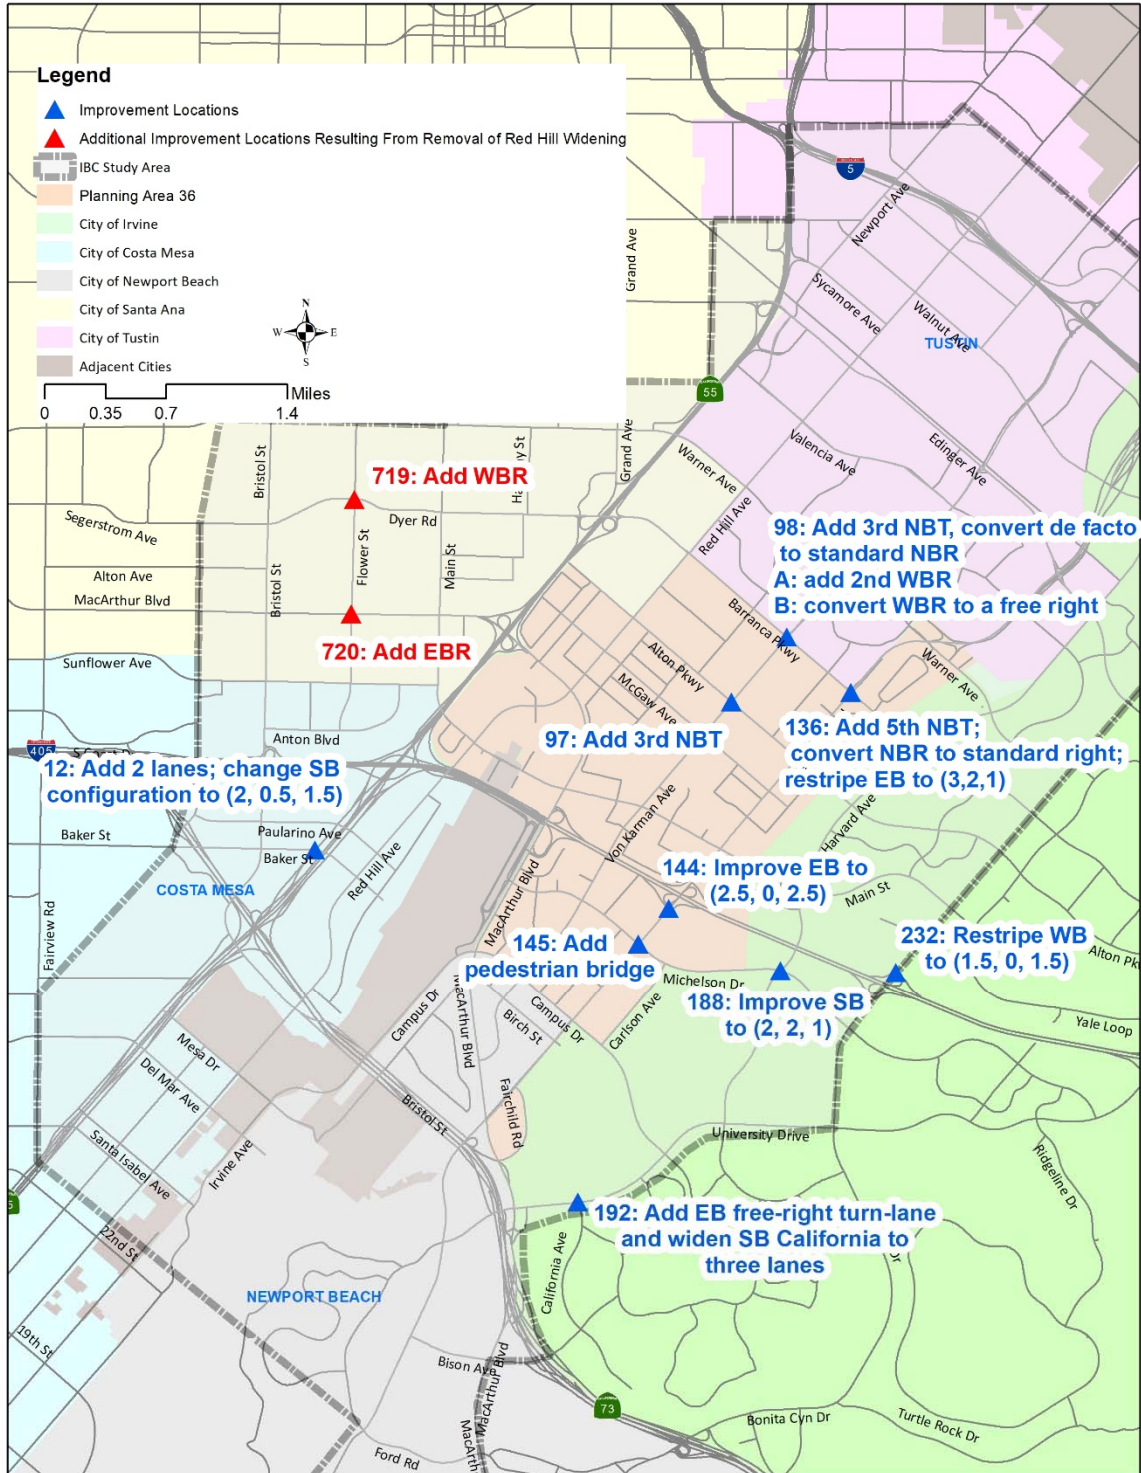 Legend
Improvement Locations
Additional Improvement Locations Resulting From Removal of Red Hill Widening
IBC Study Area
Planning Area 36
City of Irvine
City of Costa Mesa
City of Newport Beach
City of Santa Ana
City of Tustin
Adjacent Cities
N
W E
S
Miles
0 0.35 0.7 1.4
5
Newport Ave
Grand Ave
Sycamore Ave
Walnut Ave
TUSTIN
55
Bristol St
Grand Ave
Valencia Ave
Edinger Ave
Warner Ave
Red Hill Ave
719: Add WBR
Segerstrom Ave
Dyer Rd
Flower St
Main St
98: Add 3rd NBT, convert de facto
to standard NBR
A: add 2nd WBR
B: convert WBR to a free right
Alton Ave
MacArthur Blvd
Bristol St
Barranca Pkwy
720: Add EBR
Sunflower Ave
Alton Pkwy
McGaw Ave
Warner Ave
Anton Blvd
405
97: Add 3rd NBT
136: Add 5th NBT;
convert NBR to standard right;
restripe EB to (3,2,1)
12: Add 2 lanes; change SB
configuration to (2, 0.5, 1.5)
Baker St
Paularino Ave
Baker St
Red Hill Ave
Von Karman Ave
Harvard Ave
COSTA MESA
MacArthur Blvd
144: Improve EB to
(2.5, 0, 2.5)
Main St
Fairview Rd
145: Add
pedestrian bridge
232: Restripe WB
to (1.5, 0, 1.5)
Michelson Dr
188: Improve SB
to (2, 2, 1)
Yale Loop
Campus Dr
MacArthur Blvd
Birch St
Campus Dr
Carlson Ave
Mesa Dr
Del Mar Ave
Bristol St
Fairchild Rd
University Drive
Santa Isabel Ave
Irvine Ave
Ridgeline Dr
22nd St
192: Add EB free-right turn-lane
and widen SB California to
three lanes
California Ave
Dr
NEWPORT BEACH
19th St
Bison Ave
MacArthur Blvd
73
Bonita Cyn Dr
Turtle Rock Dr
Ford Rd